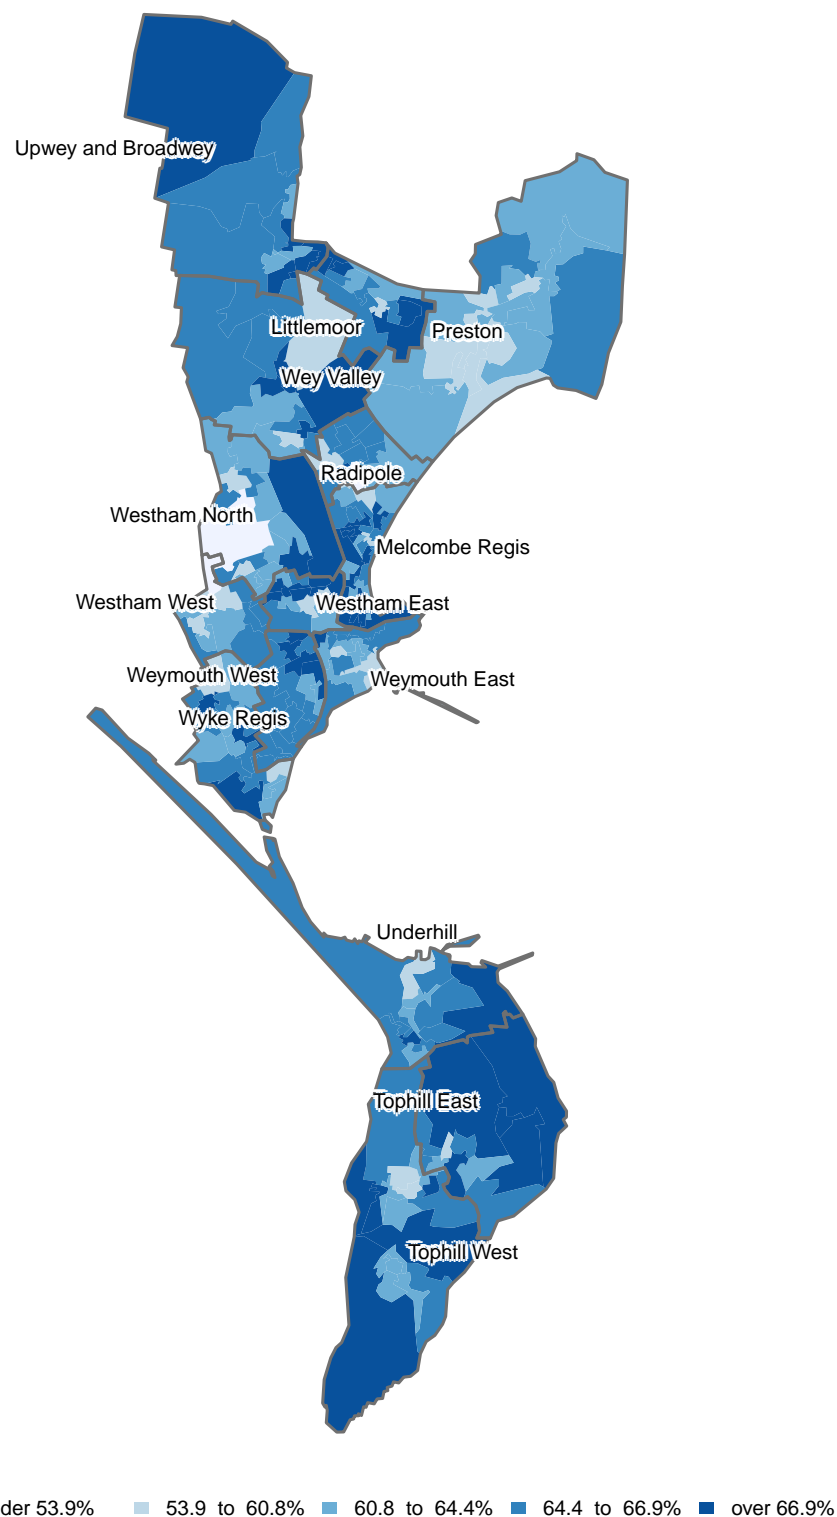 Upwey and Broadwey
Littlemoor
Preston
Wey Valley
Radipole
Westham North
Melcombe Regis
Westham West
Westham East
Weymouth West
Weymouth East
Wyke Regis
Underhill
Tophill East
Tophill West
der 53.9% 53.9 to 60.8% 60.8 to 64.4% 64.4 to 66.9% over 66.9%